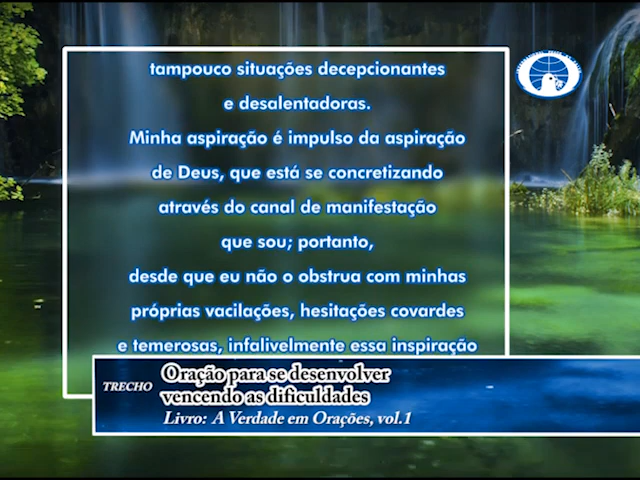 tampouco situações decepcionantes
e desalentadoras.
Minha aspiração é impulso da aspiração
de Deus, que está se concretizando
através do canal de manifestação
que sou; portanto,
desde que eu não o obstrua com minhas
próprias vacilações, hesitações covardes
e temerosas, infalivelmente essa inspiração
TRECHO
Oração para se desenvolver
vencendo as dificuldades
Livro: A Verdade em Orações, vol.1